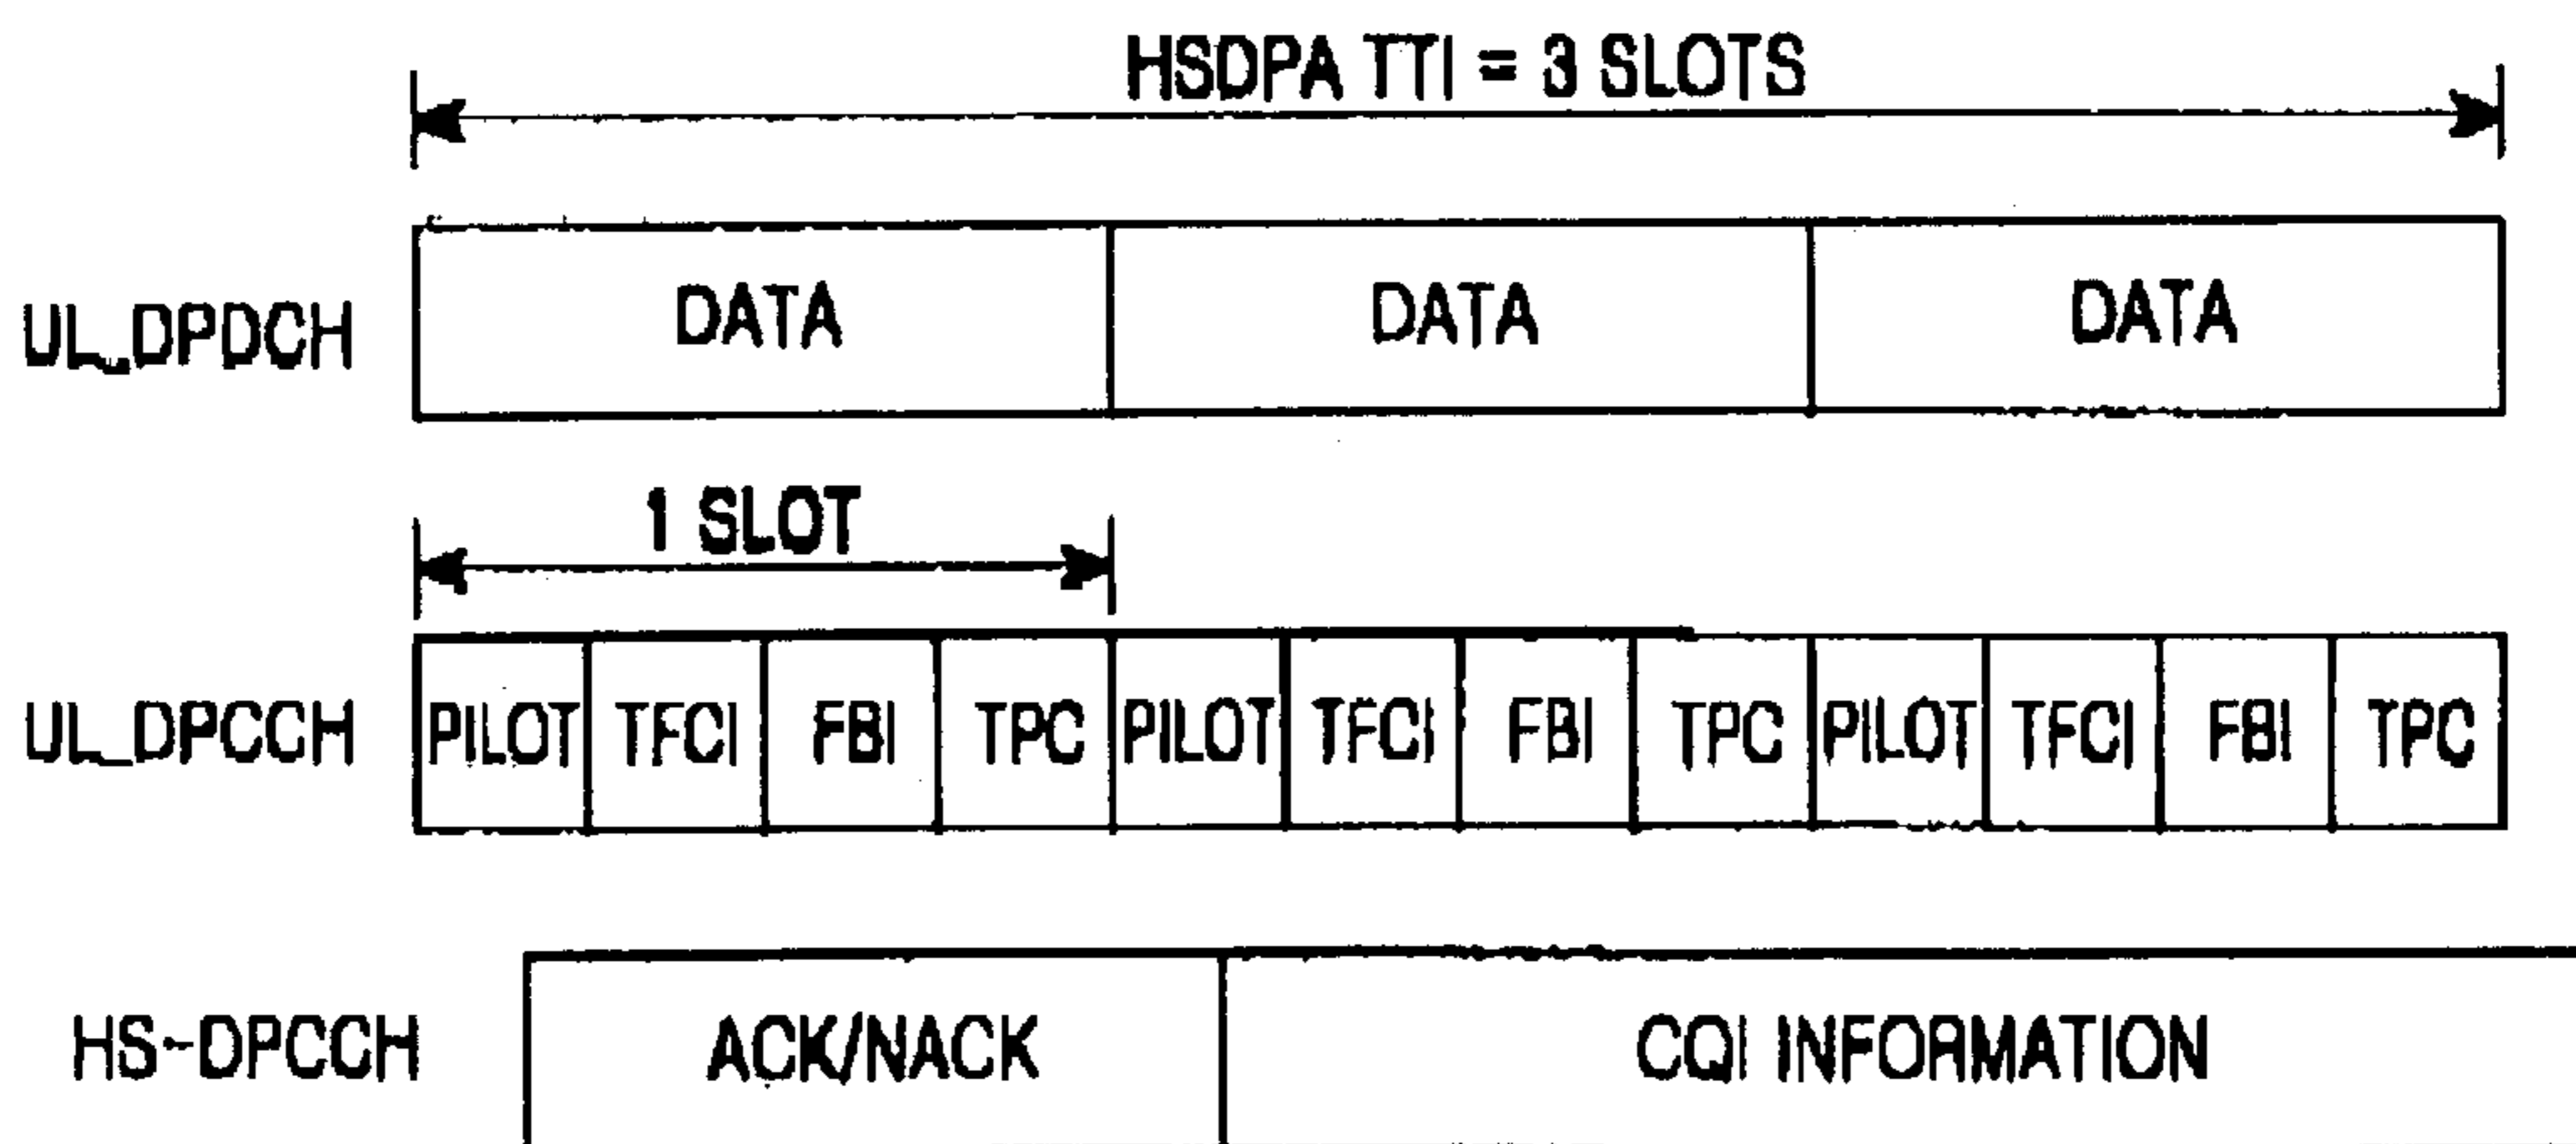 HSDPA TTI = 3 SLOTS
UL_DPDCH DATA DATA DATA
1 SLOT
UL_DPCCH PILOT TFCI FBI TPC PILOT TFCI FBI TPC PILOT TFCI FBI TPC
HS-DPCCH ACK/NACK CQI INFORMATION